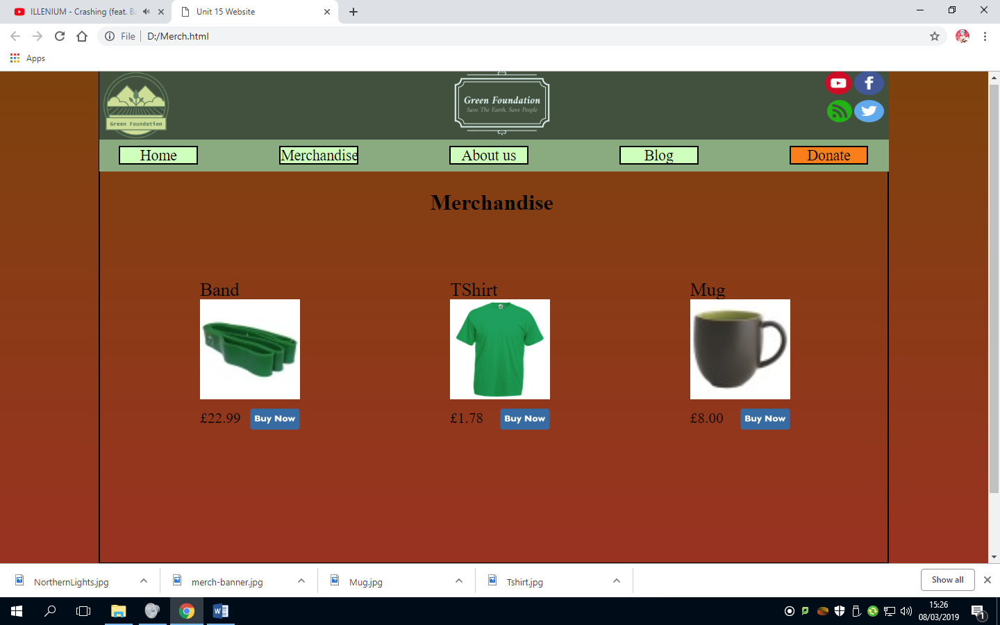 ILLENIUM - Crashing (feat. Ba
Unit 15 Website
File
D:/Merch.html
Apps
Green Foundation
Green Foundation
Save The Earth, Save People
Home
Merchandise
About us
Blog
Donate
Merchandise
Band
TShirt
Mug
£22.99
Buy Now
£1.78
Buy Now
£8.00
Buy Now
NorthernLights.jpg
merch-banner.jpg
Mug.jpg
Tshirt.jpg
Show all
15:26
08/03/2019
1